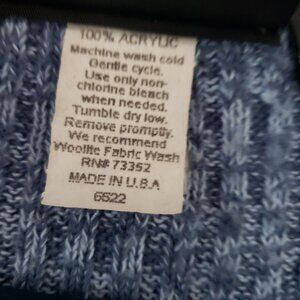 100% ACRYLIC
Machine wash cold
Gentle cycle.
Use only non-
chlorine bleach
when needed.
Tumble dry low.
Remove promptly.
We recommend
Woolite Fabric Wash
RN# 73352
MADE IN U.S.A
6522